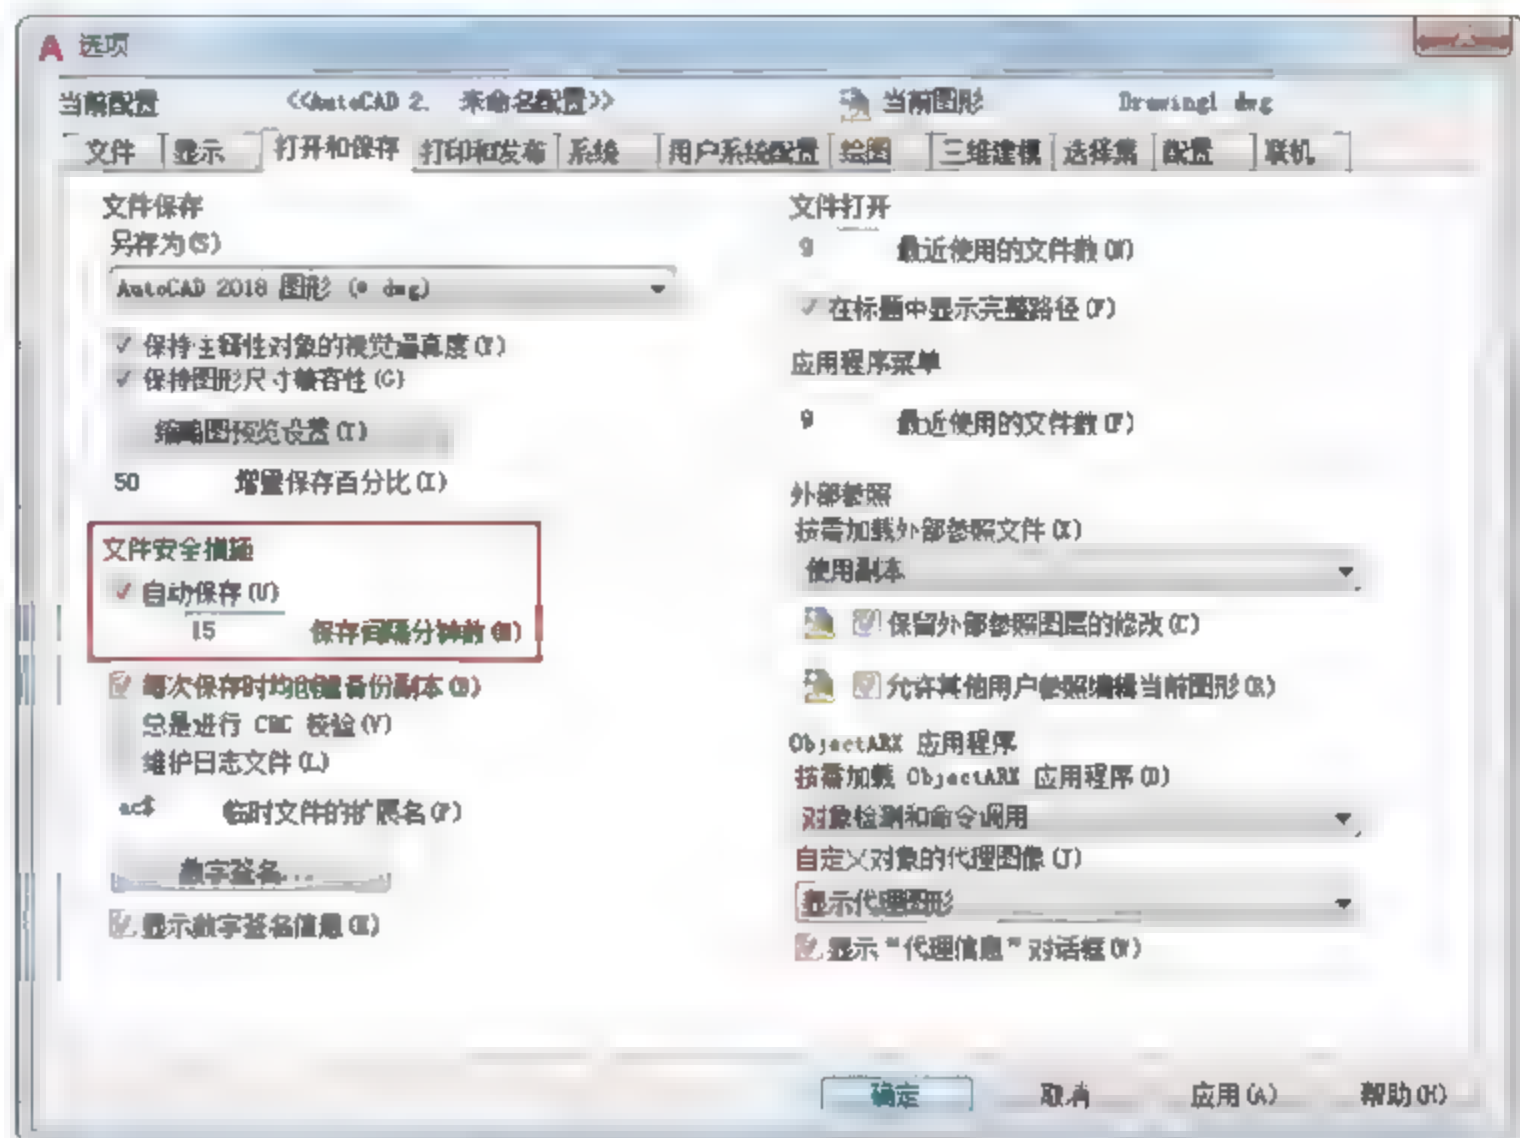 选项
当前配置 <<AutoCAD 2. 未命名配置>> 当前图形 Drawing1 dwg
文件 显示 打开和保存 打印和发布 系统 用户系统配置 绘图 三维建模 选择集 配置 联机
文件保存
另存为(S)
AutoCAD 2018 图形 (* dwg)
保持注释性对象的视觉逼真度(Y)
保持图形尺寸兼容性(G)
缩略图预览设置(T)
50 增量保存百分比(I)
文件安全措施
自动保存(U)
15 保存间隔分钟数(M)
每次保存时均创建备份副本(B)
总是进行 CRC 校验(V)
维护日志文件(L)
ac$ 临时文件的扩展名(P)
数字签名...
显示数字签名信息(E)
文件打开
9 最近使用的文件数(N)
在标题中显示完整路径(F)
应用程序菜单
9 最近使用的文件数(F)
外部参照
按需加载外部参照文件(X)
使用副本
保留外部参照图层的修改(C)
允许其他用户参照编辑当前图形(R)
ObjectARX 应用程序
按需加载 ObjectARX 应用程序(D)
对象检测和命令调用
自定义对象的代理图像(J)
显示代理图形
显示“代理信息”对话框(W)
确定 取消 应用(A) 帮助(H)